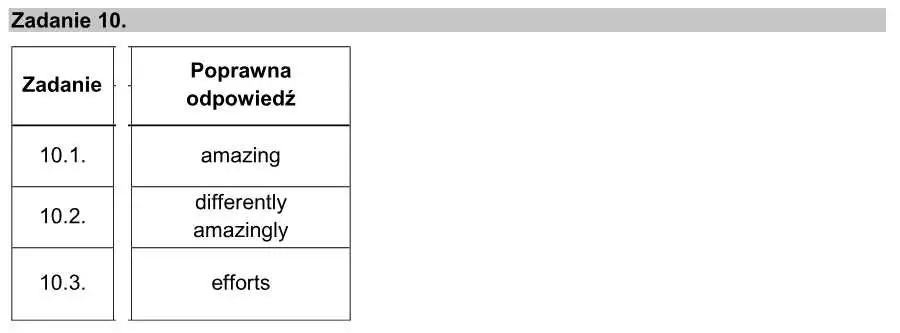 Zadanie 10.
Zadanie
Poprawna
odpowiedź
10.1.
amazing
10.2.
differently
amazingly
10.3.
efforts